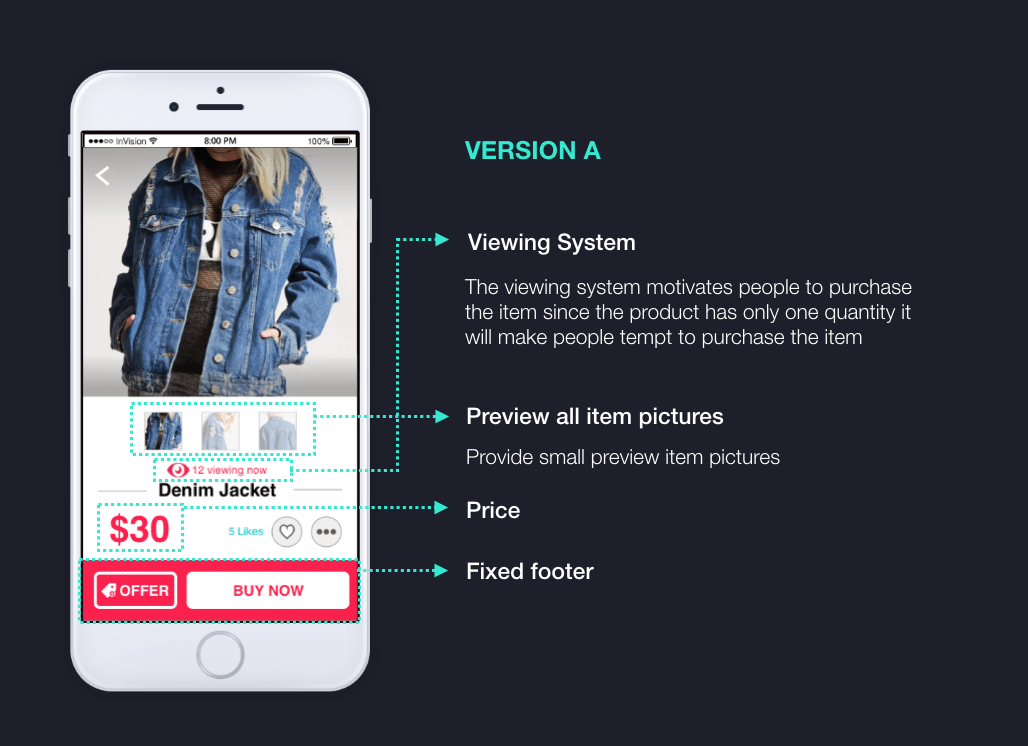 InVision
8:00 PM
100%
12 viewing now
Denim Jacket
$30
5 Likes
OFFER
BUY NOW
VERSION A
Viewing System
The viewing system motivates people to purchase
the item since the product has only one quantity it
will make people tempt to purchase the item
Preview all item pictures
Provide small preview item pictures
Price
Fixed footer